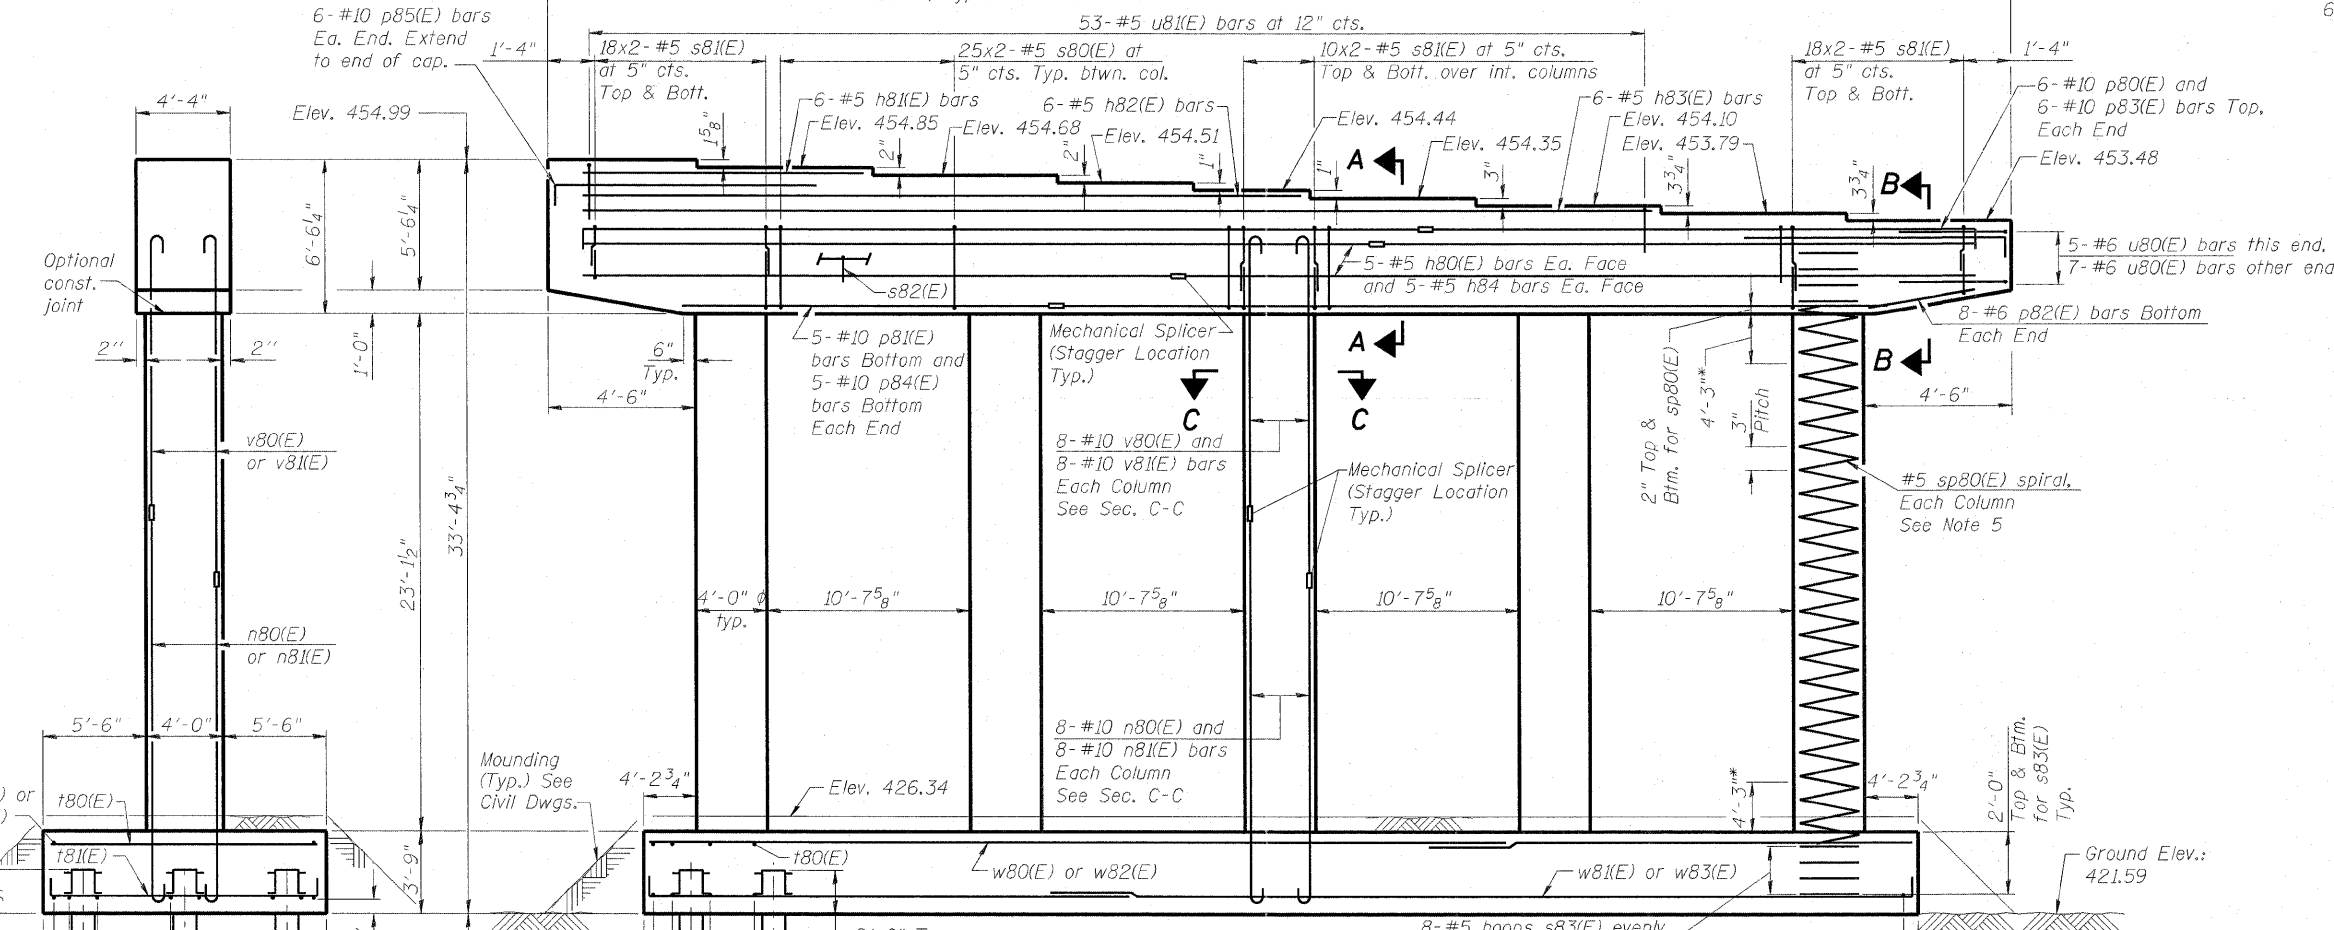 6-#10 p85(E) bars
Ea. End. Extend
to end of cap.
53-#5 u81(E) bars at 12" cts.
6
1'-4"
18x2-#5 s81(E)
at 5" cts.
Top & Bott.
25x2-#5 s80(E) at
5" cts. Typ. btwn. col.
10x2-#5 s81(E) at 5" cts.
Top & Bott. over int. columns
18x2-#5 s81(E)
at 5" cts.
Top & Bott.
1'-4"
6-#10 p80(E) and
6-#10 p83(E) bars Top,
Each End
4'-4"
Elev. 454.99
1 5/8"
6-#5 h81(E) bars
Elev. 454.85
2"
Elev. 454.68
6-#5 h82(E) bars
2"
Elev. 454.51
1"
Elev. 454.44
1"
A
Elev. 454.35
3"
6-#5 h83(E) bars
Elev. 454.10
Elev. 453.79
3 3/4"
3 3/4"
B
Elev. 453.48
6'-6 1/4"
5'-6 1/4"
Optional
const.
joint
s82(E)
5-#5 h80(E) bars Ea. Face
and 5-#5 h84 bars Ea. Face
5-#6 u80(E) bars this end,
7-#6 u80(E) bars other end
2"
2"
1'-0"
6"
Typ.
4'-6"
5-#10 p81(E)
bars Bottom and
5-#10 p84(E)
bars Bottom
Each End
Mechanical Splicer
(Stagger Location
Typ.)
A
C
C
2" Top &
Btm. for sp80(E)
4'-3"*
3"
Pitch
B
8-#6 p82(E) bars Bottom
Each End
4'-6"
v80(E)
or v81(E)
8-#10 v80(E) and
8-#10 v81(E) bars
Each Column
See Sec. C-C
Mechanical Splicer
(Stagger Location
Typ.)
#5 sp80(E) spiral,
Each Column
See Note 5
33'-4 3/4"
23'-1 1/2"
4'-0" φ
typ.
10'-7 5/8"
10'-7 5/8"
10'-7 5/8"
10'-7 5/8"
n80(E)
or n81(E)
5'-6"
4'-0"
5'-6"
Mounding
(Typ.) See
Civil Dwgs.
4'-2 3/4"
Elev. 426.34
8-#10 n80(E) and
8-#10 n81(E) bars
Each Column
See Sec. C-C
4'-3"*
4'-2 3/4"
2'-0"
Top & Btm.
for s83(E)
Typ.
) or
t80(E)
t81(E)
3'-9"
t80(E)
w80(E) or w82(E)
w81(E) or w83(E)
Ground Elev.:
421.59
8-#5 hoops s83(E) evenly